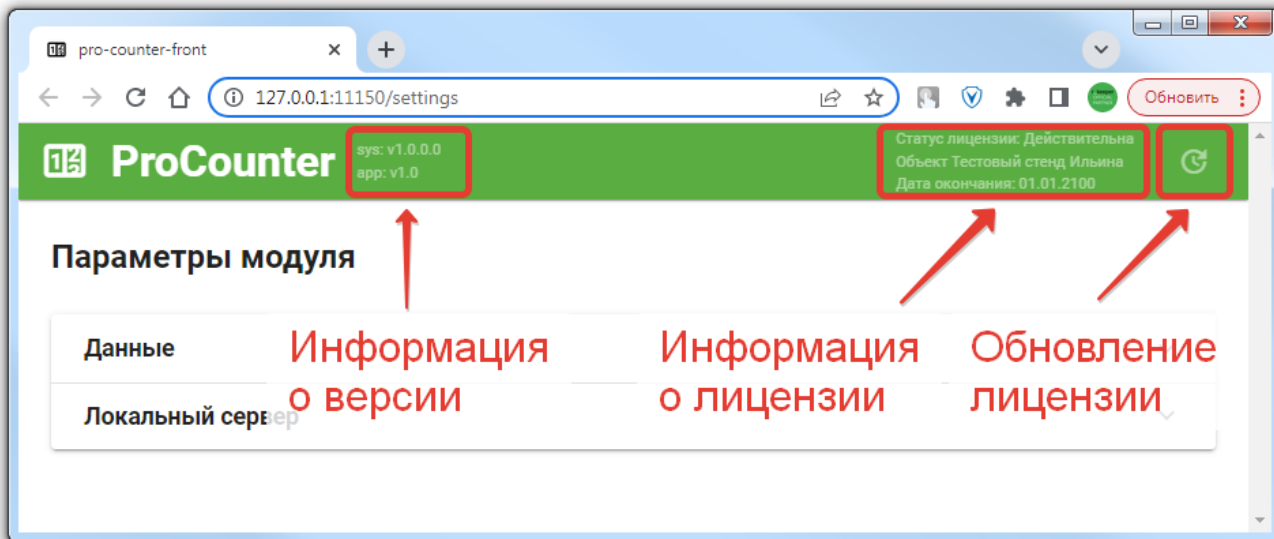 pro-counter-front
127.0.0.1:11150/settings
Обновить
ProCounter
sys: v1.0.0.0
app: v1.0
Статус лицензии: Действительна
Объект Тестовый стенд Ильина
Дата окончания: 01.01.2100
Параметры модуля
Данные
Локальный сервер
Информация
о версии
Информация
о лицензии
Обновление
лицензии